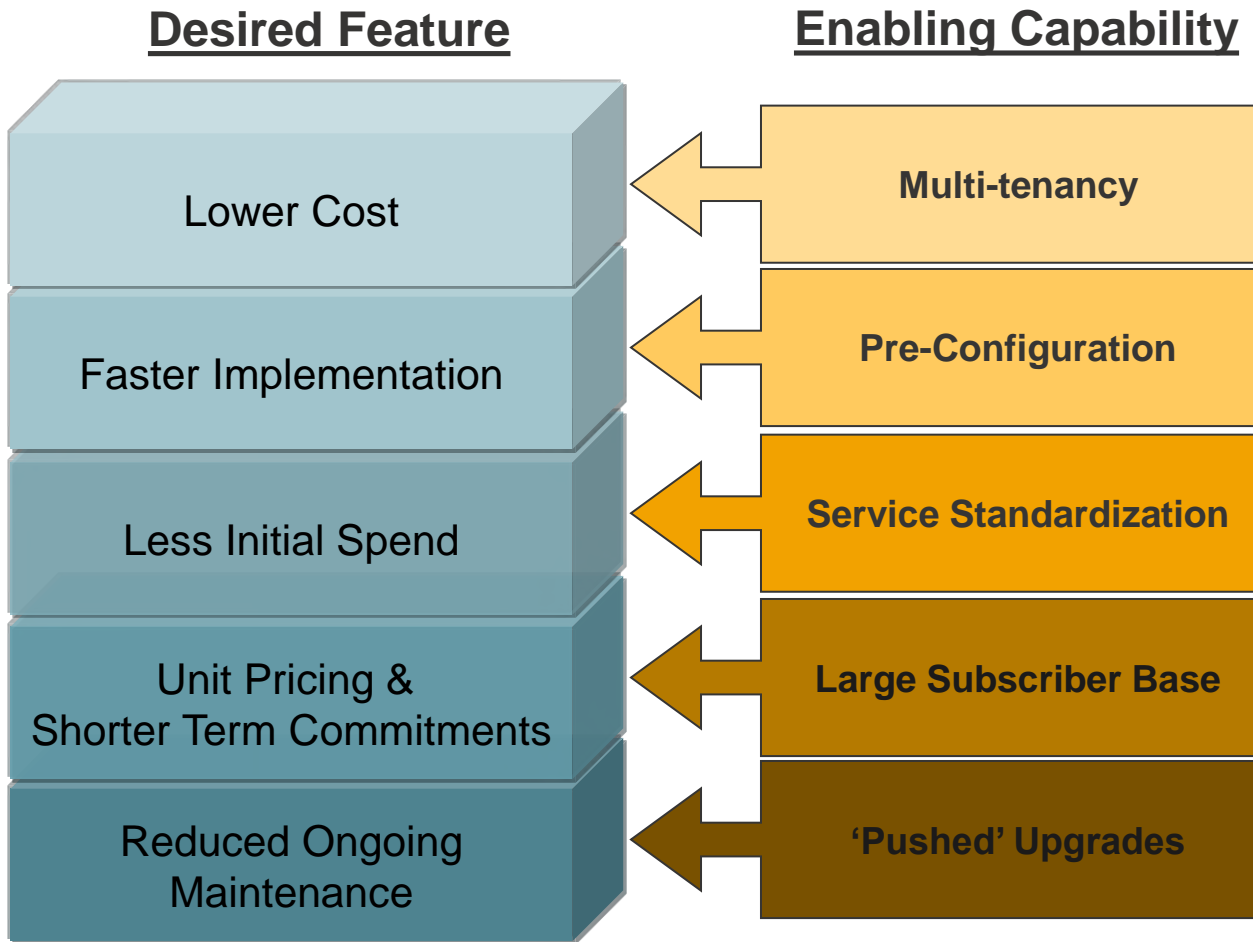 Desired Feature
Enabling Capability
Lower Cost
Multi-tenancy
Faster Implementation
Pre-Configuration
Less Initial Spend
Service Standardization
Unit Pricing &
Shorter Term Commitments
Large Subscriber Base
Reduced Ongoing
Maintenance
‘Pushed’ Upgrades